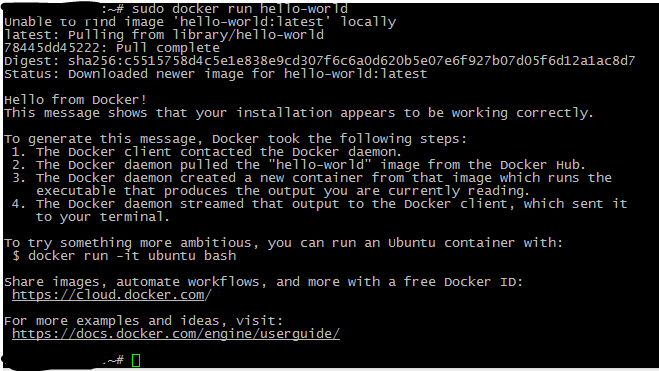 :~# sudo docker run hello-world
Unable to find image 'hello-world:latest' locally
latest: Pulling from library/hello-world
78445dd45222: Pull complete
Digest: sha256:c5515758d4c5e1e838e9cd307f6c6a0d620b5e07e6f927b07d05f6d12a1ac8d7
Status: Downloaded newer image for hello-world:latest
Hello from Docker!
This message shows that your installation appears to be working correctly.
To generate this message, Docker took the following steps:
1. The Docker client contacted the Docker daemon.
2. The Docker daemon pulled the "hello-world" image from the Docker Hub.
3. The Docker daemon created a new container from that image which runs the
executable that produces the output you are currently reading.
4. The Docker daemon streamed that output to the Docker client, which sent it
to your terminal.
To try something more ambitious, you can run an Ubuntu container with:
$ docker run -it ubuntu bash
Share images, automate workflows, and more with a free Docker ID:
https://cloud.docker.com/
For more examples and ideas, visit:
https://docs.docker.com/engine/userguide/
:~#